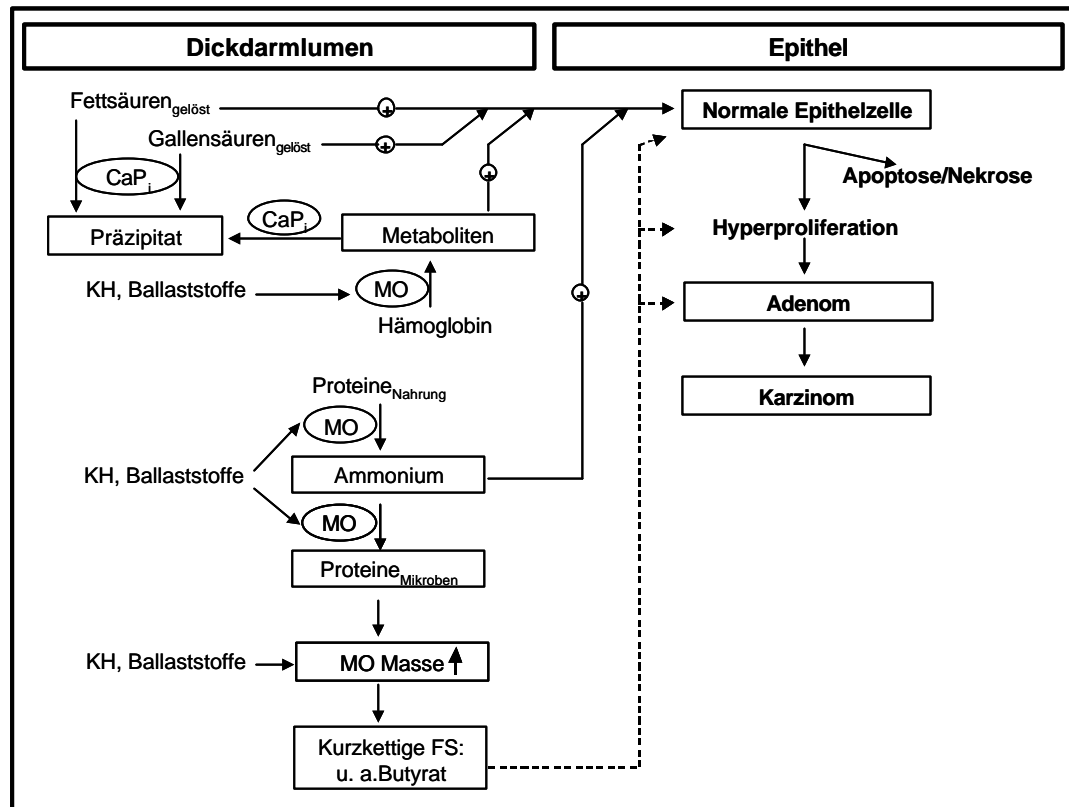 Dickdarmlumen
Epithel
Fettsäuren gelöst
+
Normale Epithelzelle
Gallensäuren gelöst
+
CaPi
Apoptose/Nekrose
+
CaPi
Präzipitat
Metaboliten
Hyperproliferation
KH, Ballaststoffe
MO
+
Adenom
Hämoglobin
Proteine Nahrung
Karzinom
MO
KH, Ballaststoffe
Ammonium
MO
Proteine Mikroben
KH, Ballaststoffe
MO Masse
Kurzkettige FS:
u. a.Butyrat